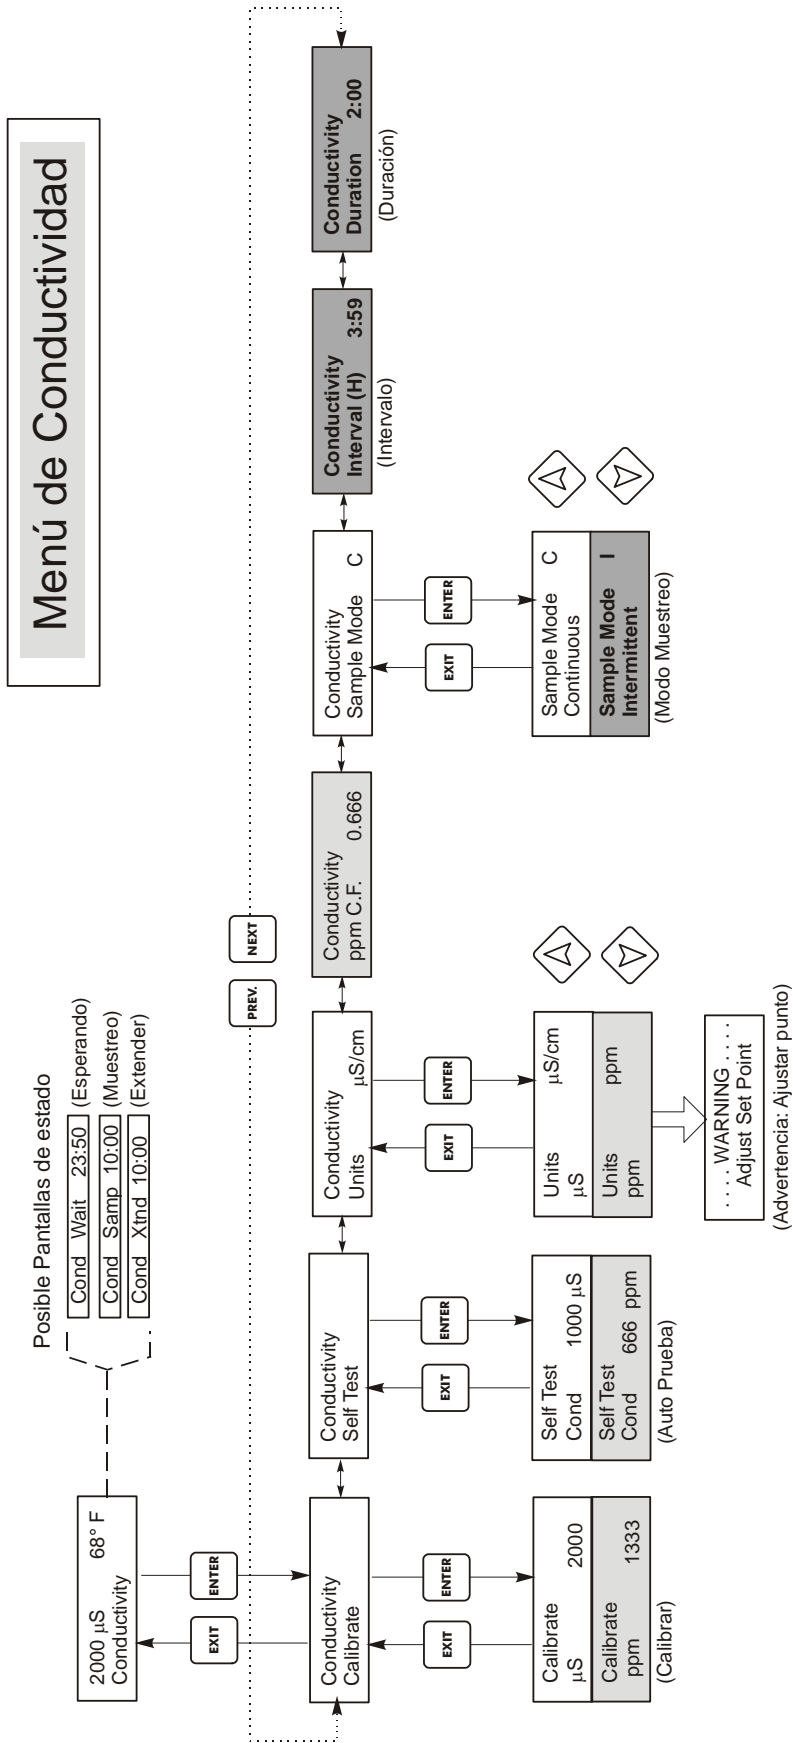 Menú de Conductividad
Posible Pantallas de estado
Cond Wait 23:50 (Esperando)
Cond Samp 10:00 (Muestreo)
Cond Xtnd 10:00 (Extender)
2000 µS 68° F
Conductivity
EXIT
ENTER
PREV.
NEXT
Conductivity
Calibrate
Conductivity
Self Test
Conductivity
Units µS/cm
Conductivity
ppm C.F. 0.666
Conductivity
Sample Mode C
Conductivity
Interval (H) 3:59
(Intervalo)
Conductivity
Duration 2:00
(Duración)
EXIT
ENTER
EXIT
ENTER
EXIT
ENTER
EXIT
ENTER
Calibrate 2000
µS
Calibrate 1333
ppm
(Calibrar)
Self Test
Cond 1000 µS
Self Test
Cond 666 ppm
(Auto Prueba)
Units µS/cm
µS
Units ppm
ppm
. . . . WARNING . . . .
Adjust Set Point
(Advertencia: Ajustar punto)
Sample Mode C
Continuous
Sample Mode I
Intermittent
(Modo Muestreo)